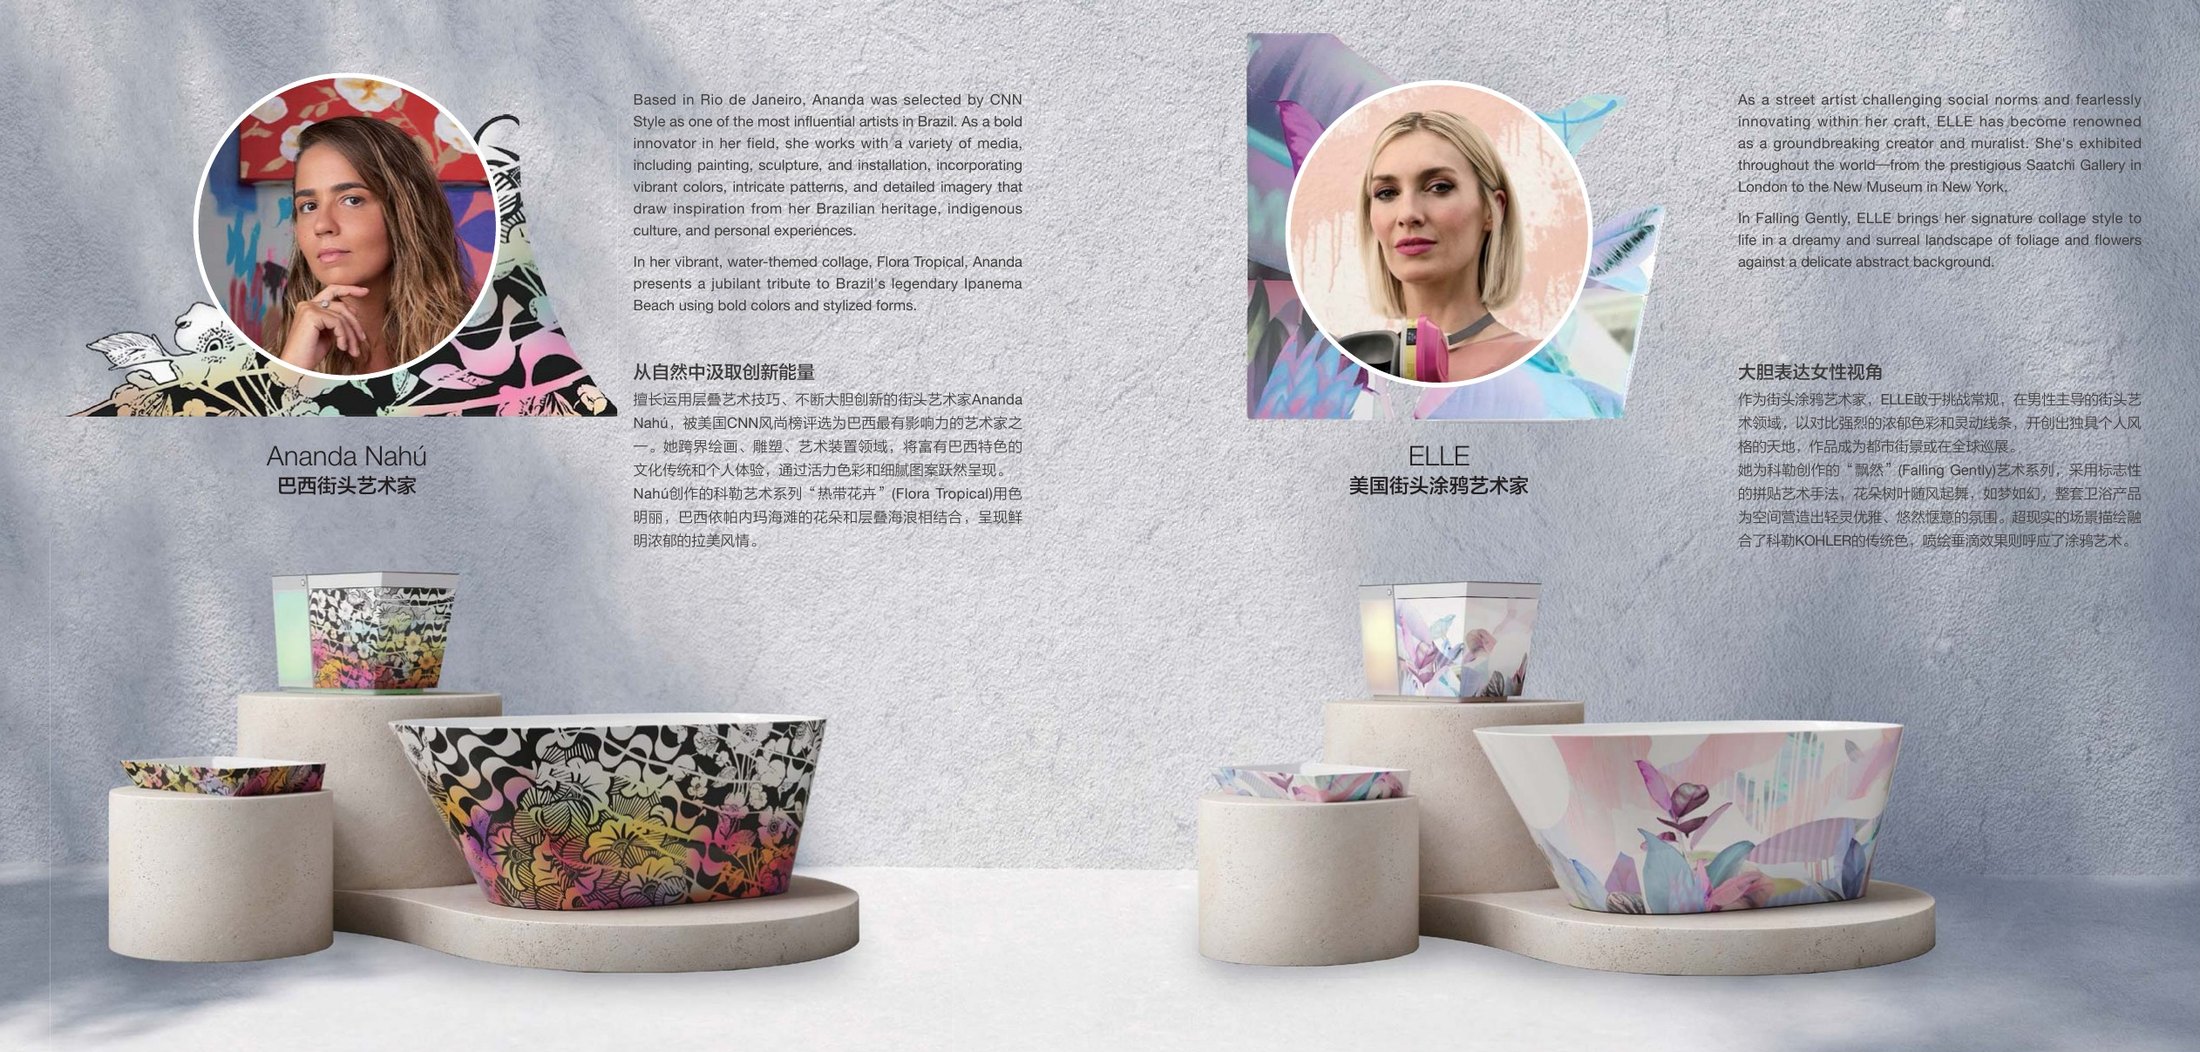 Based in Rio de Janeiro, Ananda was selected by CNN
Style as one of the most influential artists in Brazil. As a bold
innovator in her field, she works with a variety of media,
including painting, sculpture, and installation, incorporating
vibrant colors, intricate patterns, and detailed imagery that
draw inspiration from her Brazilian heritage, indigenous
culture, and personal experiences.
In her vibrant, water-themed collage, Flora Tropical, Ananda
presents a jubilant tribute to Brazil's legendary Ipanema
Beach using bold colors and stylized forms.
从自然中汲取创新能量
擅长运用层叠艺术技巧、不断大胆创新的街头艺术家Ananda
Nahú，被美国CNN风尚榜评选为巴西最有影响力的艺术家之
一。她跨界绘画、雕塑、艺术装置领域，将富有巴西特色的
文化传统和个人体验，通过活力色彩和细腻图案跃然呈现。
Nahú创作的科勒艺术系列“热带花卉”(Flora Tropical)用色
明丽，巴西依帕内玛海滩的花朵和层叠海浪相结合，呈现鲜
明浓郁的拉美风情。
Ananda Nahú
巴西街头艺术家
As a street artist challenging social norms and fearlessly
innovating within her craft, ELLE has become renowned
as a groundbreaking creator and muralist. She's exhibited
throughout the world—from the prestigious Saatchi Gallery in
London to the New Museum in New York,
In Falling Gently, ELLE brings her signature collage style to
life in a dreamy and surreal landscape of foliage and flowers
against a delicate abstract background.
大胆表达女性视角
作为街头涂鸦艺术家，ELLE敢于挑战常规，在男性主导的街头艺
术领域，以对比强烈的浓郁色彩和灵动线条，开创出独具个人风
格的天地，作品成为都市街景或在全球巡展。
她为科勒创作的“飘然”(Falling Gently)艺术系列，采用标志性
的拼贴艺术手法，花朵树叶随风起舞，如梦如幻，整套卫浴产品
为空间营造出轻灵优雅、悠然惬意的氛围。超现实的场景描绘融
合了科勒KOHLER的传统色，喷绘垂滴效果则呼应了涂鸦艺术。
ELLE
美国街头涂鸦艺术家